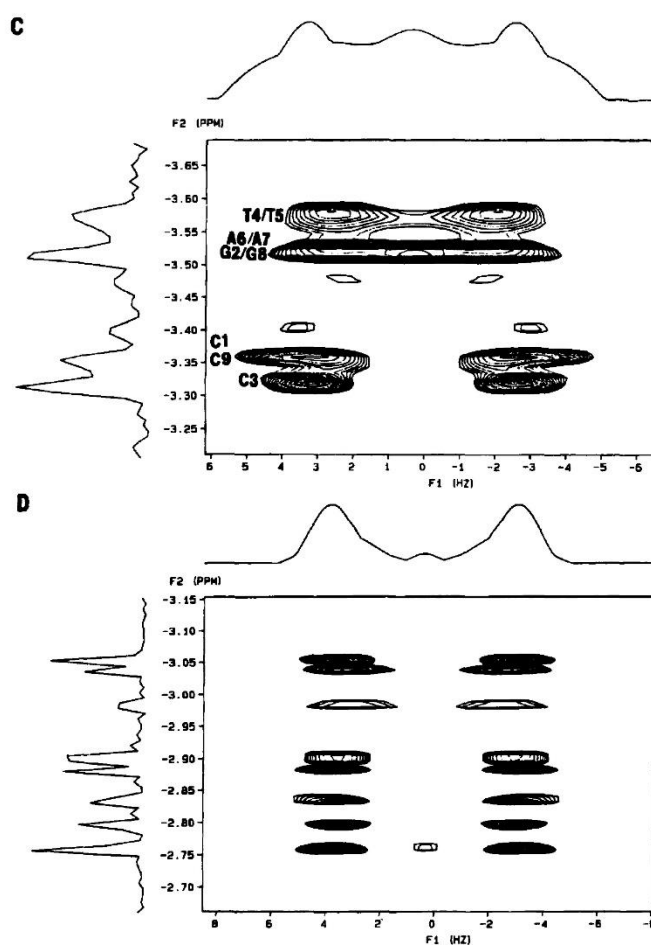 C
F2 (PPM)
-3.65
-3.60
T4/T5
-3.55
A6/A7
G2/G8
-3.50
-3.45
-3.40
C1
C9
-3.35
C3
-3.30
-3.25
6 5 4 3 2 1 0 -1 -2 -3 -4 -5 -6
F1 (HZ)
D
F2 (PPM)
-3.15
-3.10
-3.05
-3.00
-2.95
-2.90
-2.85
-2.80
-2.75
-2.70
8 6 4 2 0 -2 -4 -6 -8
F1 (HZ)